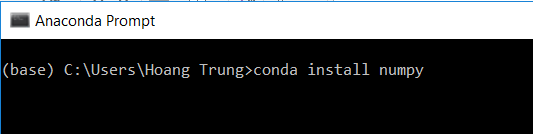 Anaconda Prompt
(base) C:\Users\Hoang Trung>conda install numpy